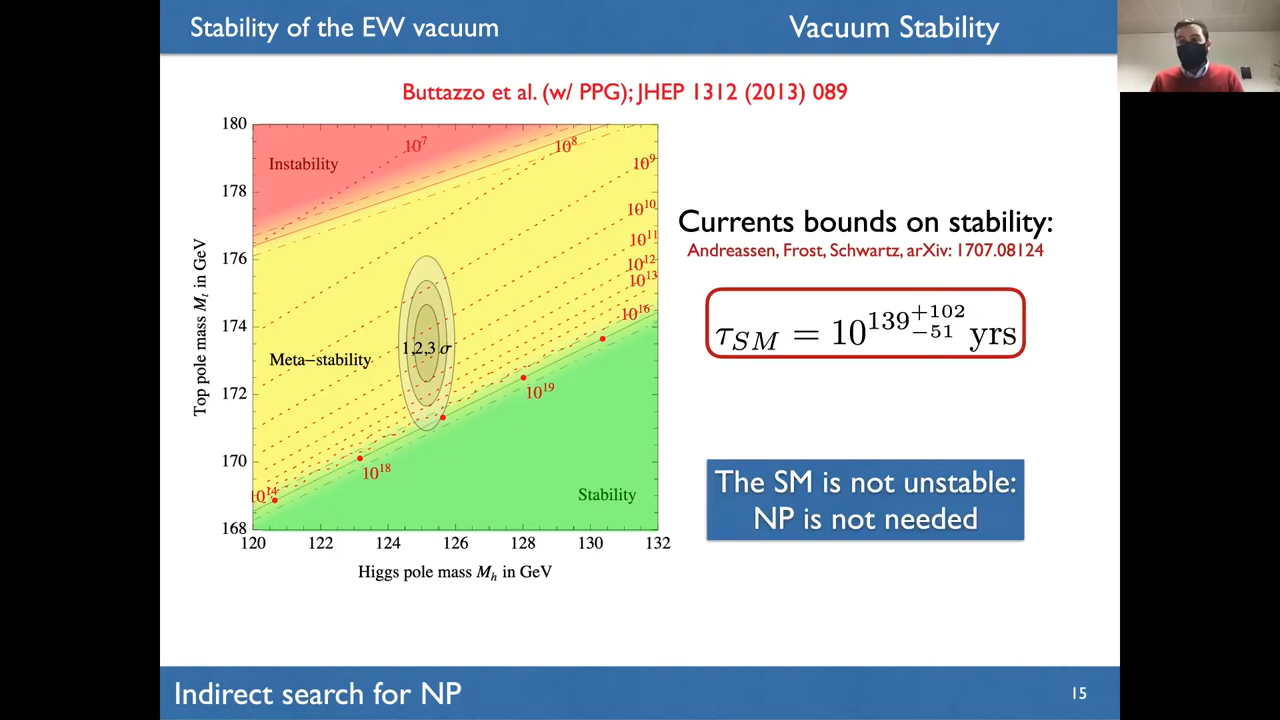 Stability of the EW vacuum
Vacuum Stability
Buttazzo et al. (w/ PPG); JHEP 1312 (2013) 089
180
178
176
174
172
170
168
Top pole mass Mt in GeV
Instability
10^7
10^8
10^9
10^10
10^11
10^12
10^13
10^16
1,2,3 σ
Meta−stability
10^19
10^18
10^14
Stability
120 122 124 126 128 130 132
Higgs pole mass Mh in GeV
Currents bounds on stability:
Andreassen, Frost, Schwartz, arXiv: 1707.08124
τSM = 10^139 +102 −51 yrs
The SM is not unstable:
NP is not needed
Indirect search for NP
15